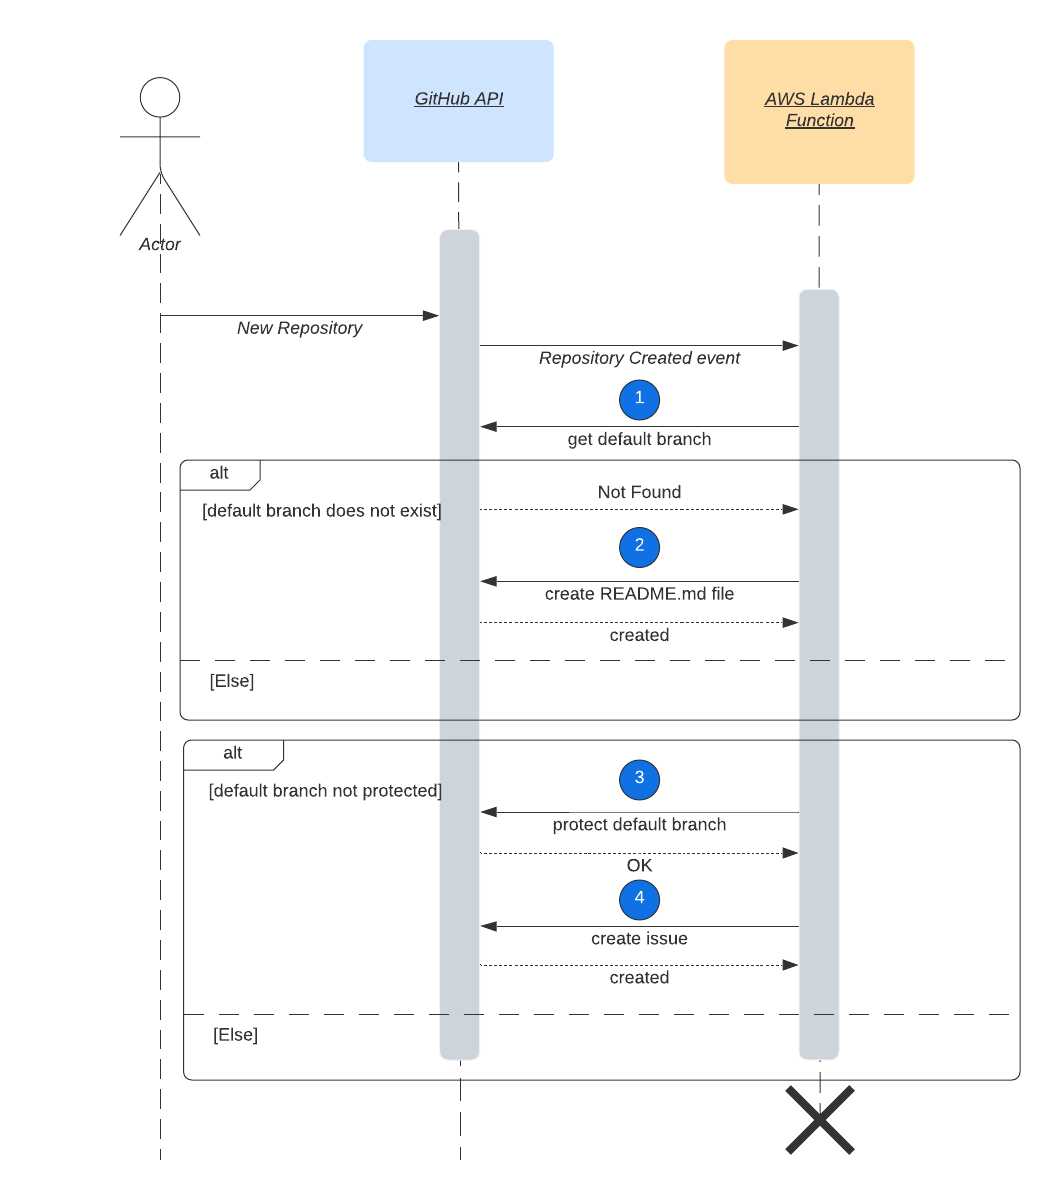 GitHub API
AWS Lambda
Function
Actor
New Repository
Repository Created event
1
get default branch
alt
Not Found
[default branch does not exist]
2
create README.md file
created
[Else]
alt
3
[default branch not protected]
protect default branch
OK
4
create issue
created
[Else]